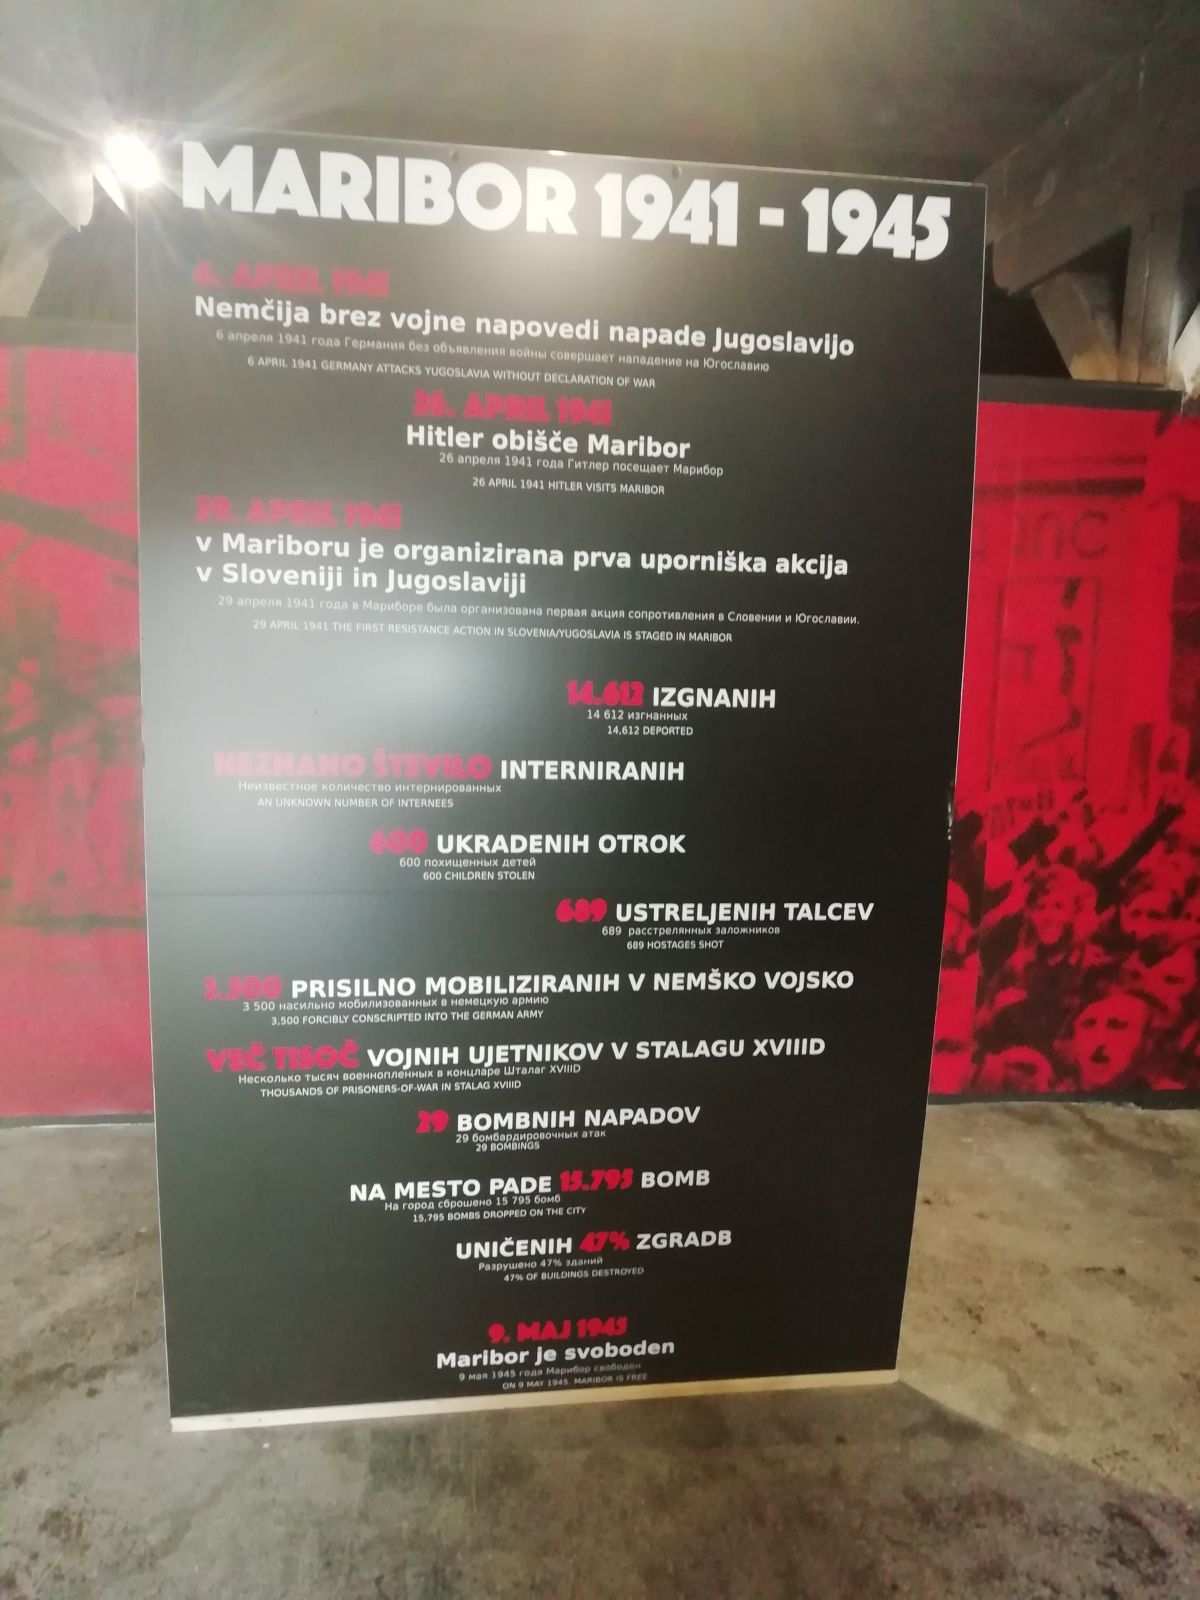 MARIBOR 1941 - 1945
6. APRIL 1941
Nemčija brez vojne napovedi napade Jugoslavijo
6 апреля 1941 года Германия без объявления войны совершает нападение на Югославию
6 APRIL 1941 GERMANY ATTACKS YUGOSLAVIA WITHOUT DECLARATION OF WAR
26. APRIL 1941
Hitler obišče Maribor
26 апреля 1941 года Гитлер посещает Марибор
26 APRIL 1941 HITLER VISITS MARIBOR
29. APRIL 1941
v Mariboru je organizirana prva uporniška akcija
v Sloveniji in Jugoslaviji
29 апреля 1941 года в Мариборе была организована первая акция сопротивления в Словении и Югославии.
29 APRIL 1941 THE FIRST RESISTANCE ACTION IN SLOVENIA/YUGOSLAVIA IS STAGED IN MARIBOR
14.612 IZGNANIH
14 612 изгнанных
14,612 DEPORTED
NEZNANO ŠTEVILO INTERNIRANIH
Неизвестное количество интернированных
AN UNKNOWN NUMBER OF INTERNEES
600 UKRADENIH OTROK
600 похищенных детей
600 CHILDREN STOLEN
689 USTRELJENIH TALCEV
689 расстрелянных заложников
689 HOSTAGES SHOT
3.500 PRISILNO MOBILIZIRANIH V NEMŠKO VOJSKO
3 500 насильно мобилизованных в немецкую армию
3,500 FORCIBLY CONSCRIPTED INTO THE GERMAN ARMY
VEČ TISOČ VOJNIH UJETNIKOV V STALAGU XVIIID
Несколько тысяч военнопленных в концларе Шталаг XVIIID
THOUSANDS OF PRISONERS-OF-WAR IN STALAG XVIIID
29 BOMBNIH NAPADOV
29 бомбардировочных атак
29 BOMBINGS
NA MESTO PADE 15.795 BOMB
На город сброшено 15 795 бомб
15,795 BOMBS DROPPED ON THE CITY
UNIČENIH 47% ZGRADB
Разрушено 47% зданий
47% OF BUILDINGS DESTROYED
9. MAJ 1945
Maribor je svoboden
9 мая 1945 года Марибор свободен
ON 9 MAY 1945, MARIBOR IS FREE